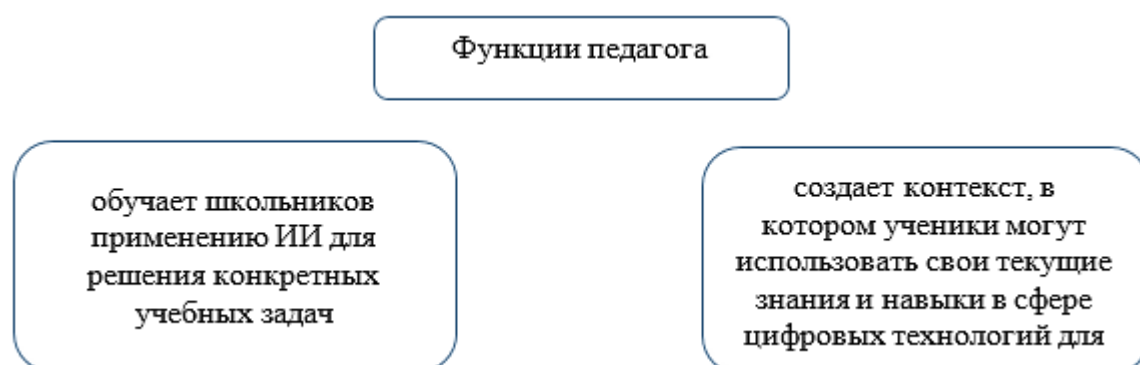 Функции педагога
обучает школьников
применению ИИ для
решения конкретных
учебных задач
создает контекст, в
котором ученики могут
использовать свои текущие
знания и навыки в сфере
цифровых технологий для